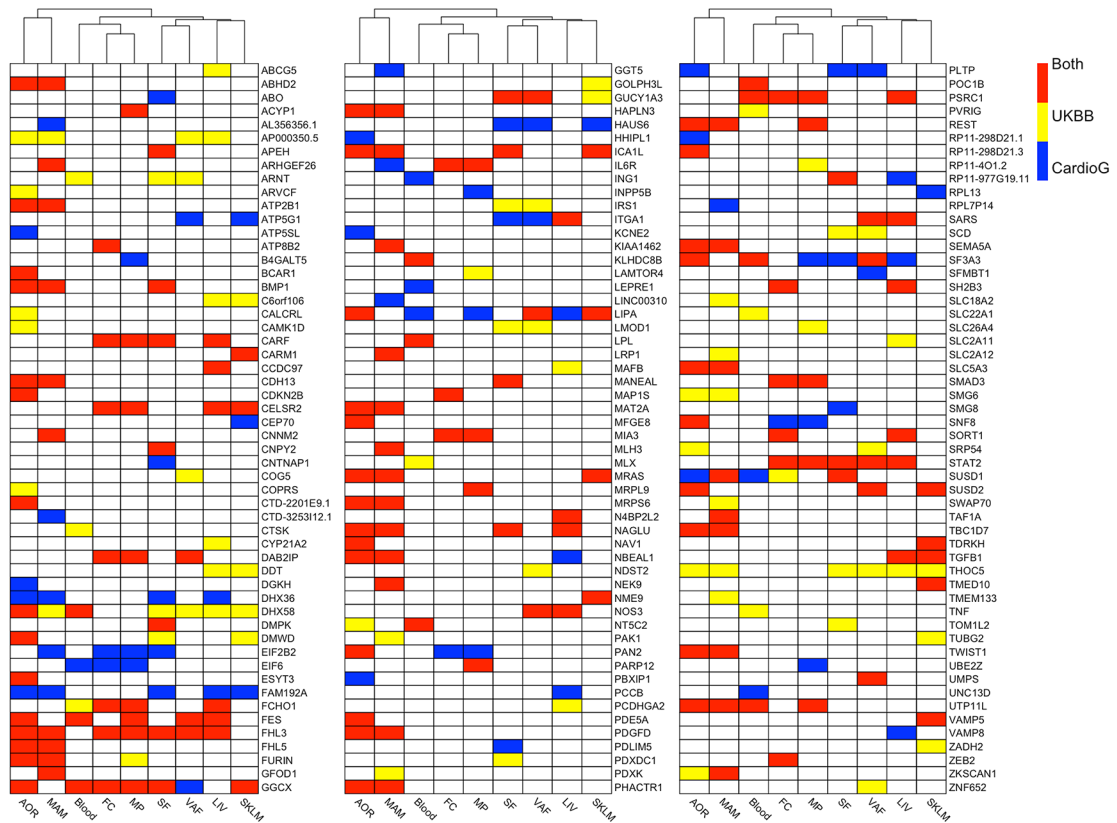 ABCG5
ABHD2
ABO
ACYP1
AL356356.1
AP000350.5
APEH
ARHGEF26
ARNT
ARVCF
ATP2B1
ATP5G1
ATP5SL
ATP8B2
B4GALT5
BCAR1
BMP1
C6orf106
CALCRL
CAMK1D
CARF
CARM1
CCDC97
CDH13
CDKN2B
CELSR2
CEP70
CNNM2
CNPY2
CNTNAP1
COG5
COPRS
CTD-2201E9.1
CTD-3253I12.1
CTSK
CYP21A2
DAB2IP
DDT
DGKH
DHX36
DHX58
DMPK
DMWD
EIF2B2
EIF6
ESYT3
FAM192A
FCHO1
FES
FHL3
FHL5
FURIN
GFOD1
GGCX
AOR MAM Blood FC MP SF VAF LIV SKLM
GGT5
GOLPH3L
GUCY1A3
HAPLN3
HAUS6
HHIPL1
ICA1L
IL6R
ING1
INPP5B
IRS1
ITGA1
KCNE2
KIAA1462
KLHDC8B
LAMTOR4
LEPRE1
LINC00310
LIPA
LMOD1
LPL
LRP1
MAFB
MANEAL
MAP1S
MAT2A
MFGE8
MIA3
MLH3
MLX
MRAS
MRPL9
MRPS6
N4BP2L2
NAGLU
NAV1
NBEAL1
NDST2
NEK9
NME9
NOS3
NT5C2
PAK1
PAN2
PARP12
PBXIP1
PCCB
PCDHGA2
PDE5A
PDGFD
PDLIM5
PDXDC1
PDXK
PHACTR1
AOR MAM Blood FC MP SF VAF LIV SKLM
PLTP
POC1B
PSRC1
PVRIG
REST
RP11-298D21.1
RP11-298D21.3
RP11-4O1.2
RP11-977G19.11
RPL13
RPL7P14
SARS
SCD
SEMA5A
SF3A3
SFMBT1
SH2B3
SLC18A2
SLC22A1
SLC26A4
SLC2A11
SLC2A12
SLC5A3
SMAD3
SMG6
SMG8
SNF8
SORT1
SRP54
STAT2
SUSD1
SUSD2
SWAP70
TAF1A
TBC1D7
TDRKH
TGFB1
THOC5
TMED10
TMEM133
TNF
TOM1L2
TUBG2
TWIST1
UBE2Z
UMPS
UNC13D
UTP11L
VAMP5
VAMP8
ZADH2
ZEB2
ZKSCAN1
ZNF652
AOR MAM Blood FC MP SF VAF LIV SKLM
Both
UKBB
CardioG